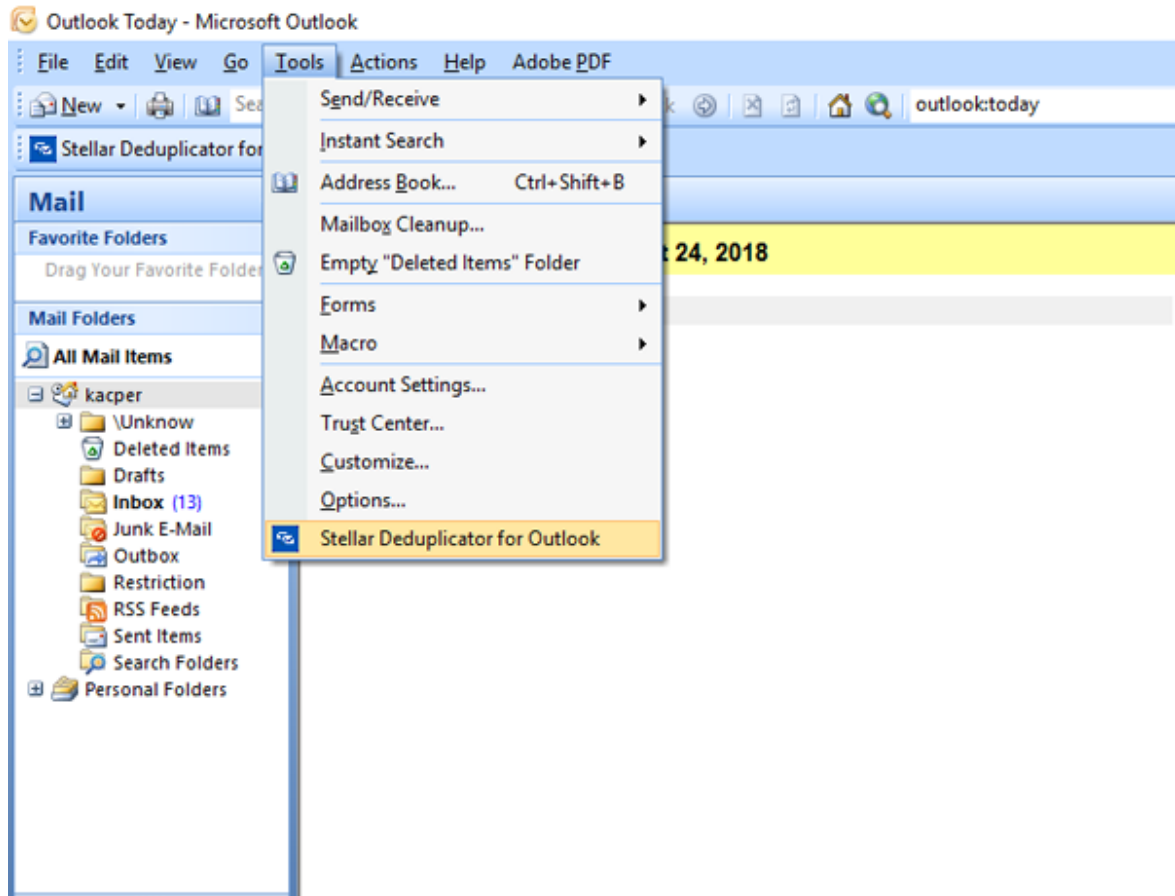 Outlook Today - Microsoft Outlook
File Edit View Go Tools Actions Help Adobe PDF
New outlook:today
Stellar Deduplicator for
Send/Receive
Instant Search
Address Book... Ctrl+Shift+B
Mailbox Cleanup...
Empty "Deleted Items" Folder
Forms
Macro
Account Settings...
Trust Center...
Customize...
Options...
Stellar Deduplicator for Outlook
24, 2018
Mail
Favorite Folders
Drag Your Favorite Folder
Mail Folders
All Mail Items
kacper
\Unknow
Deleted Items
Drafts
Inbox (13)
Junk E-Mail
Outbox
Restriction
RSS Feeds
Sent Items
Search Folders
Personal Folders